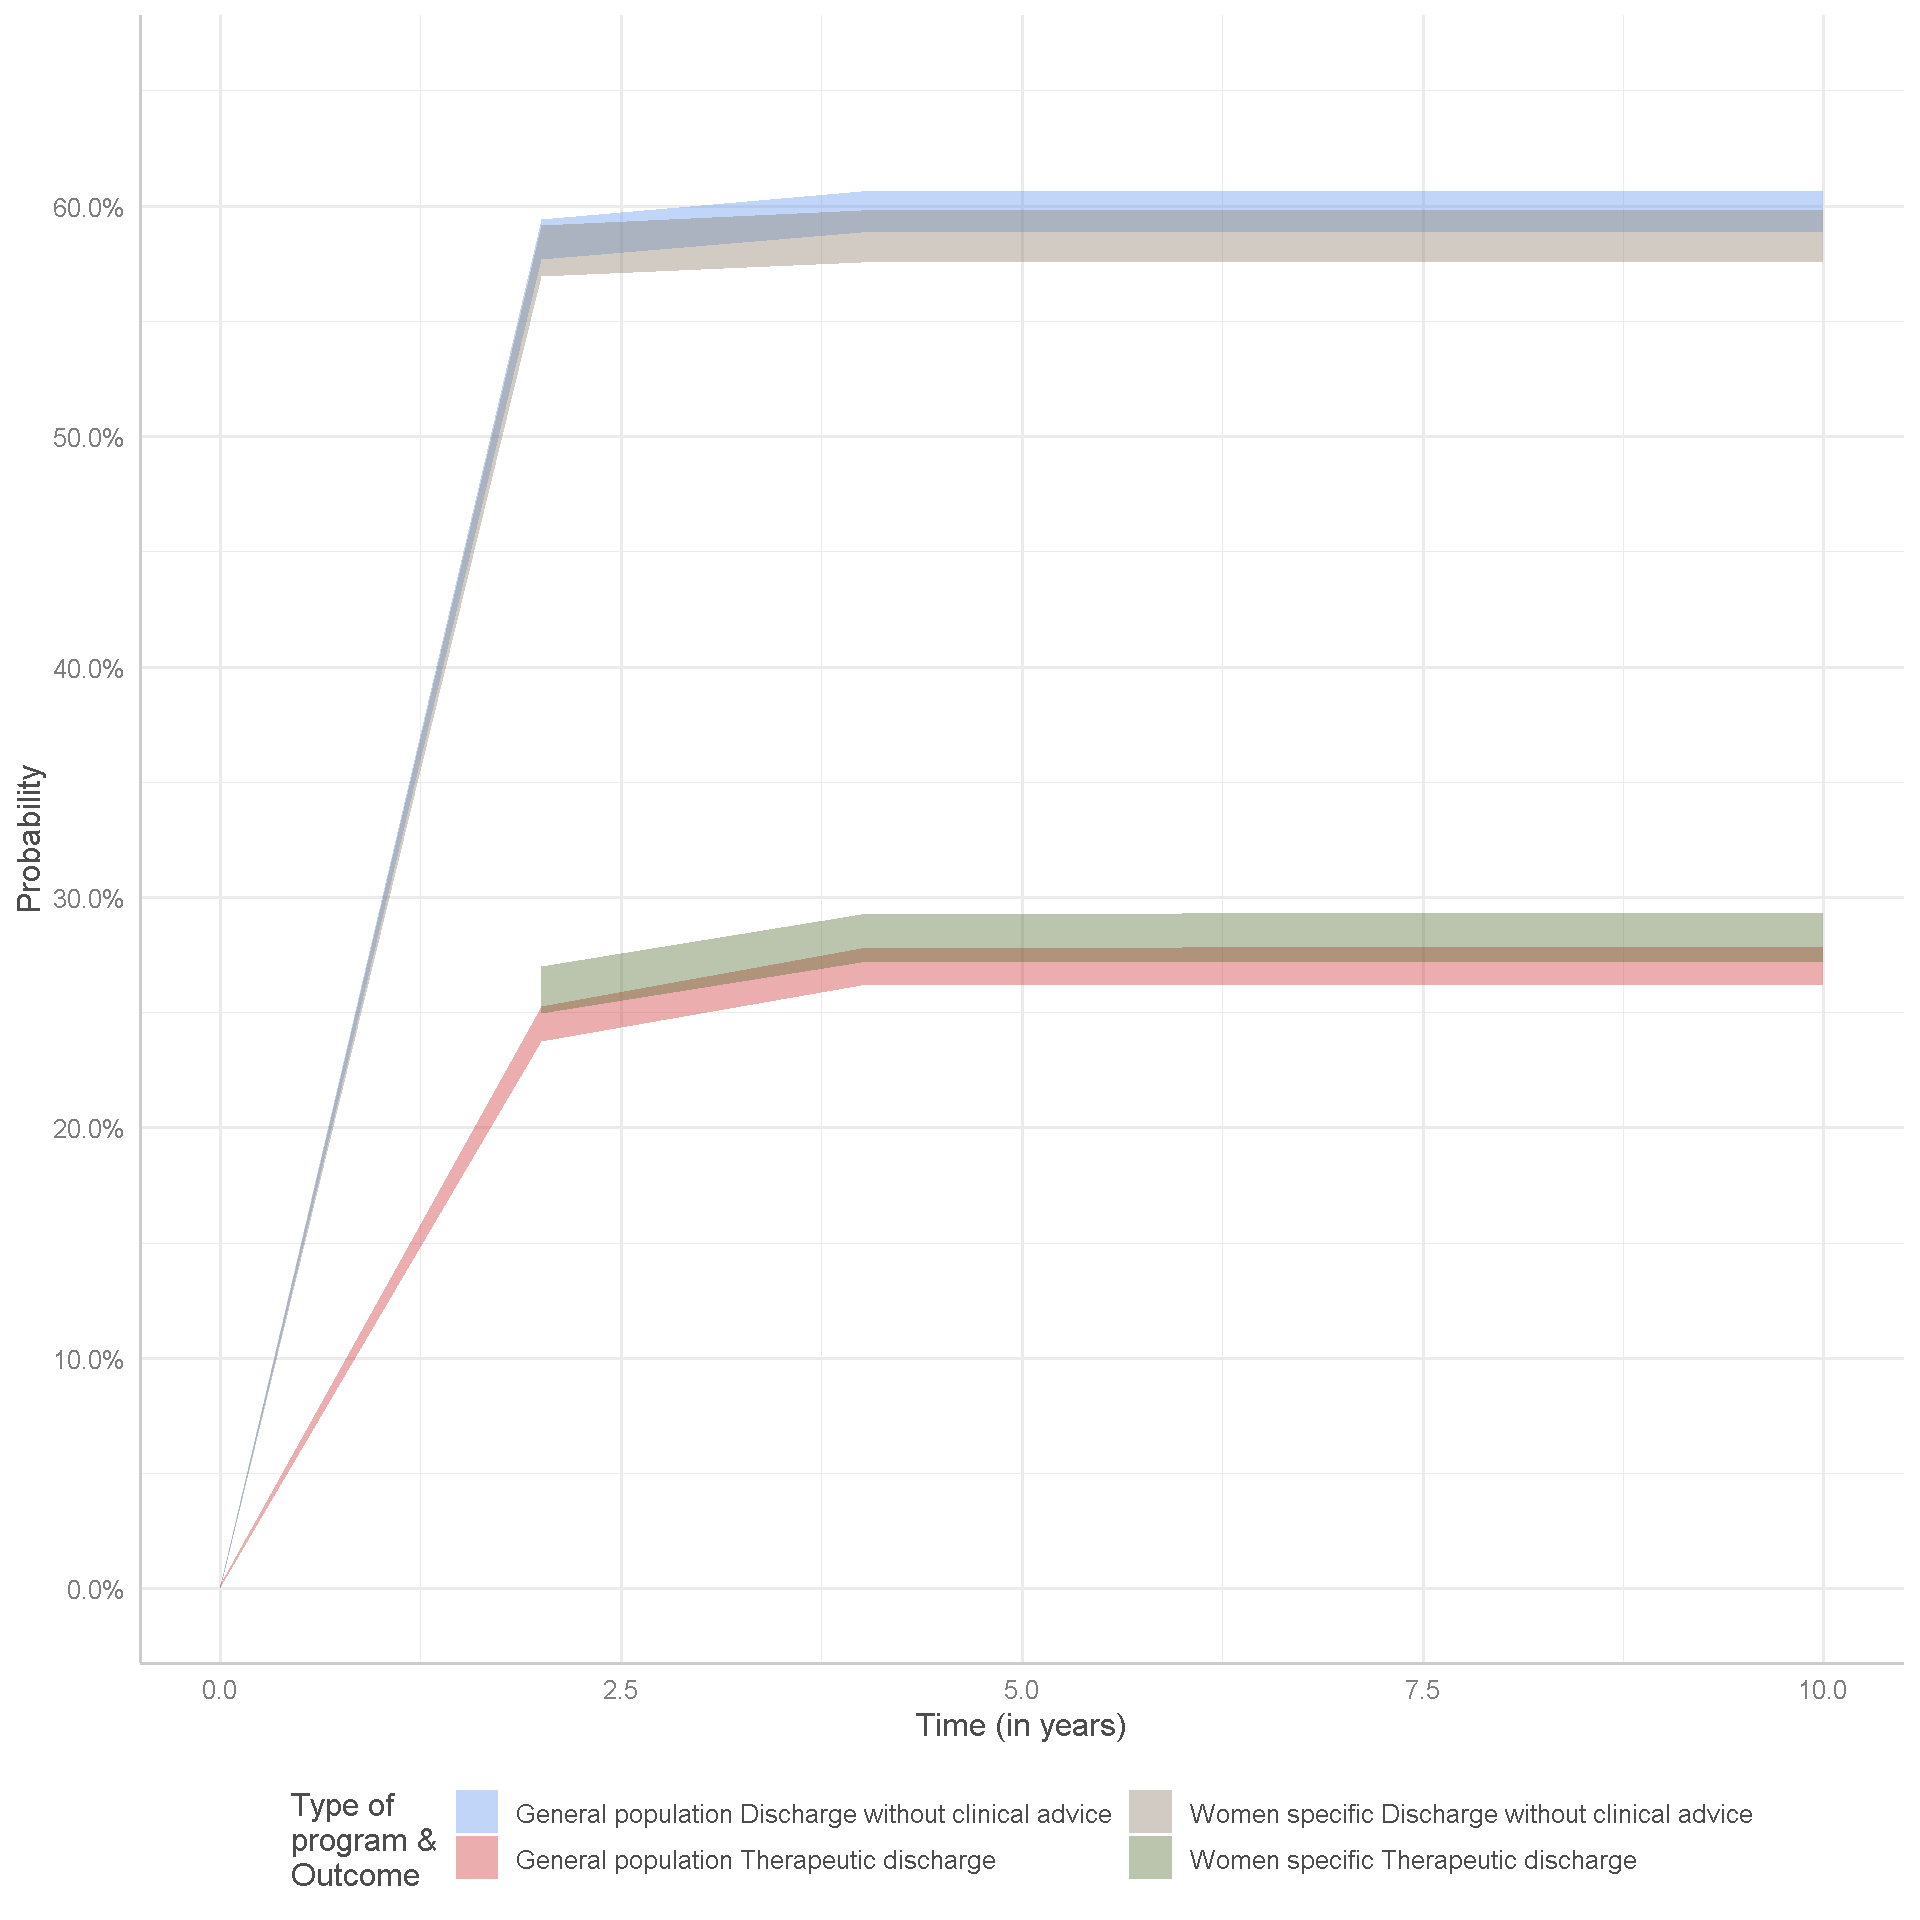 60.0%
50.0%
40.0%
30.0%
20.0%
10.0%
0.0%
Probability
0.0
2.5
5.0
7.5
10.0
Time (in years)
Type of
program &
Outcome
General population Discharge without clinical advice
General population Therapeutic discharge
Women specific Discharge without clinical advice
Women specific Therapeutic discharge